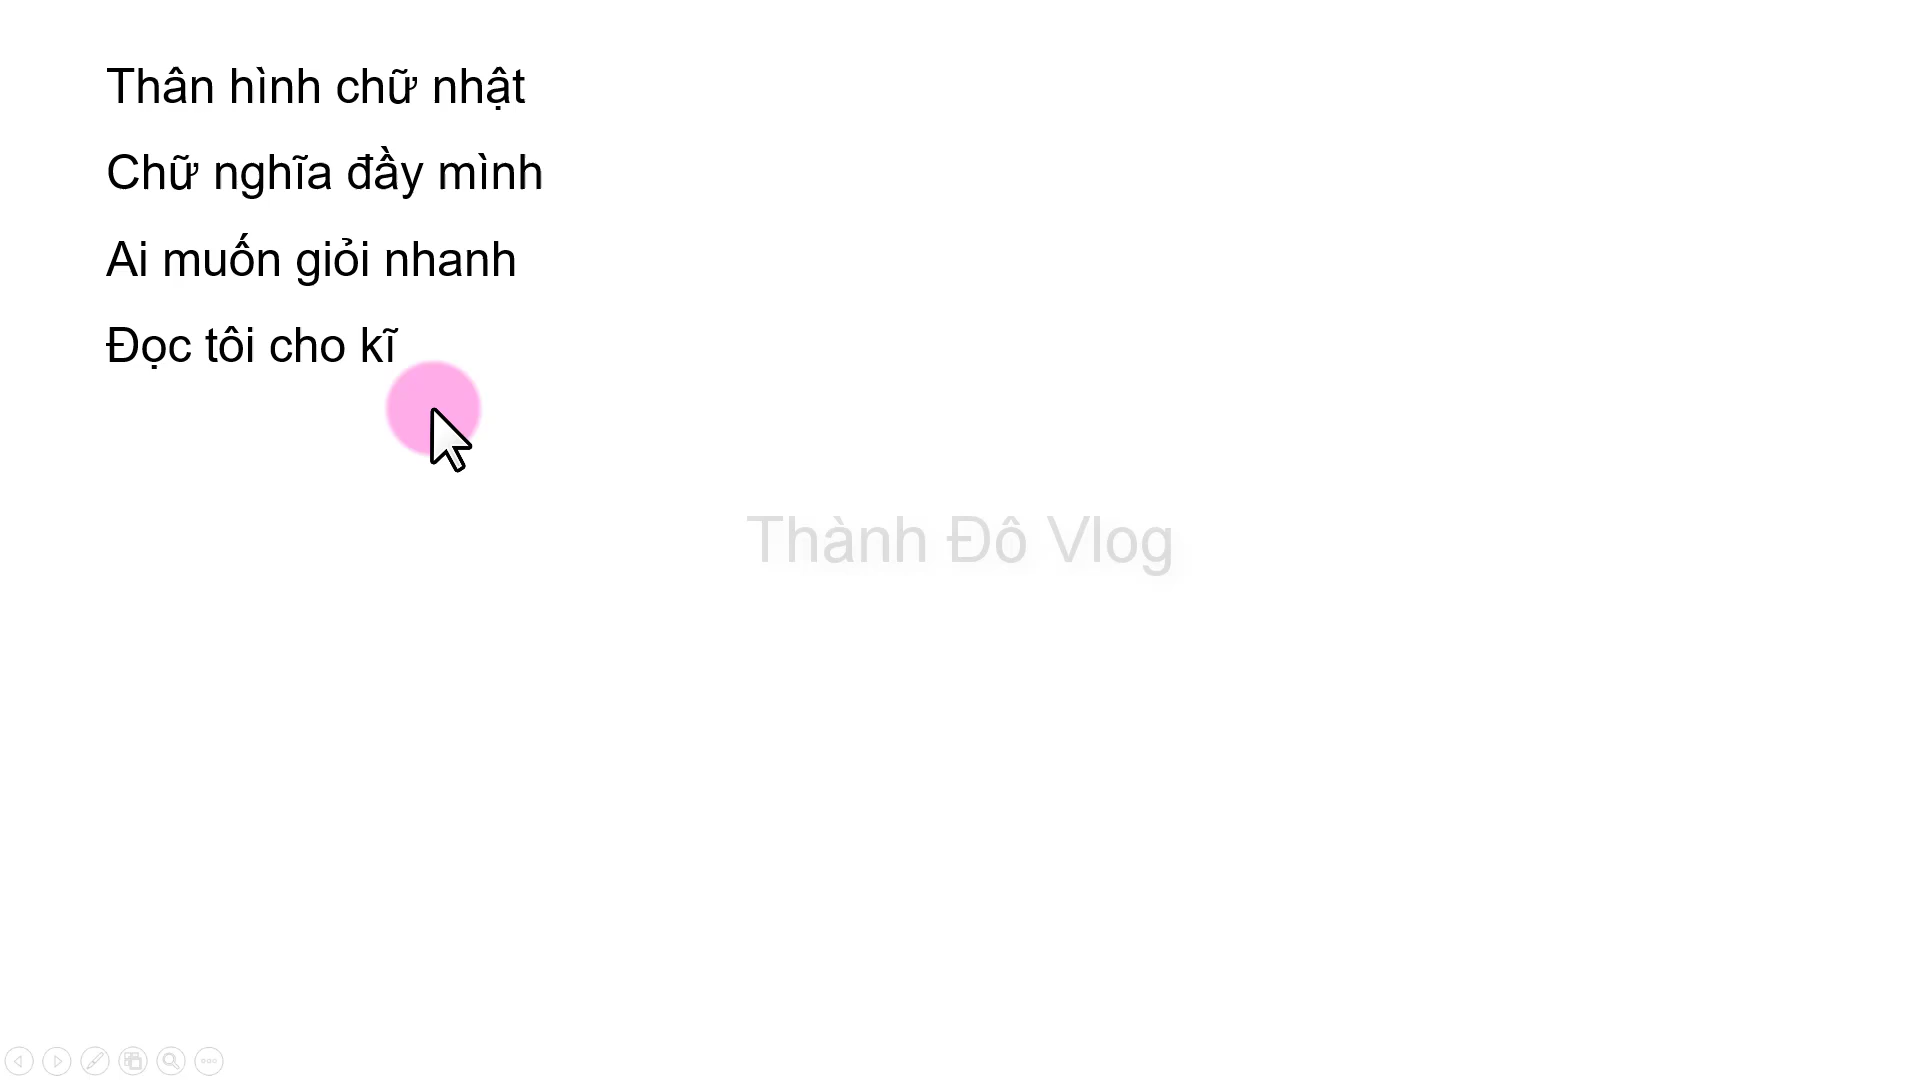 Thân hình chữ nhật
Chữ nghĩa đầy mình
Ai muốn giỏi nhanh
Đọc tôi cho kĩ
Thành Đô Vlog